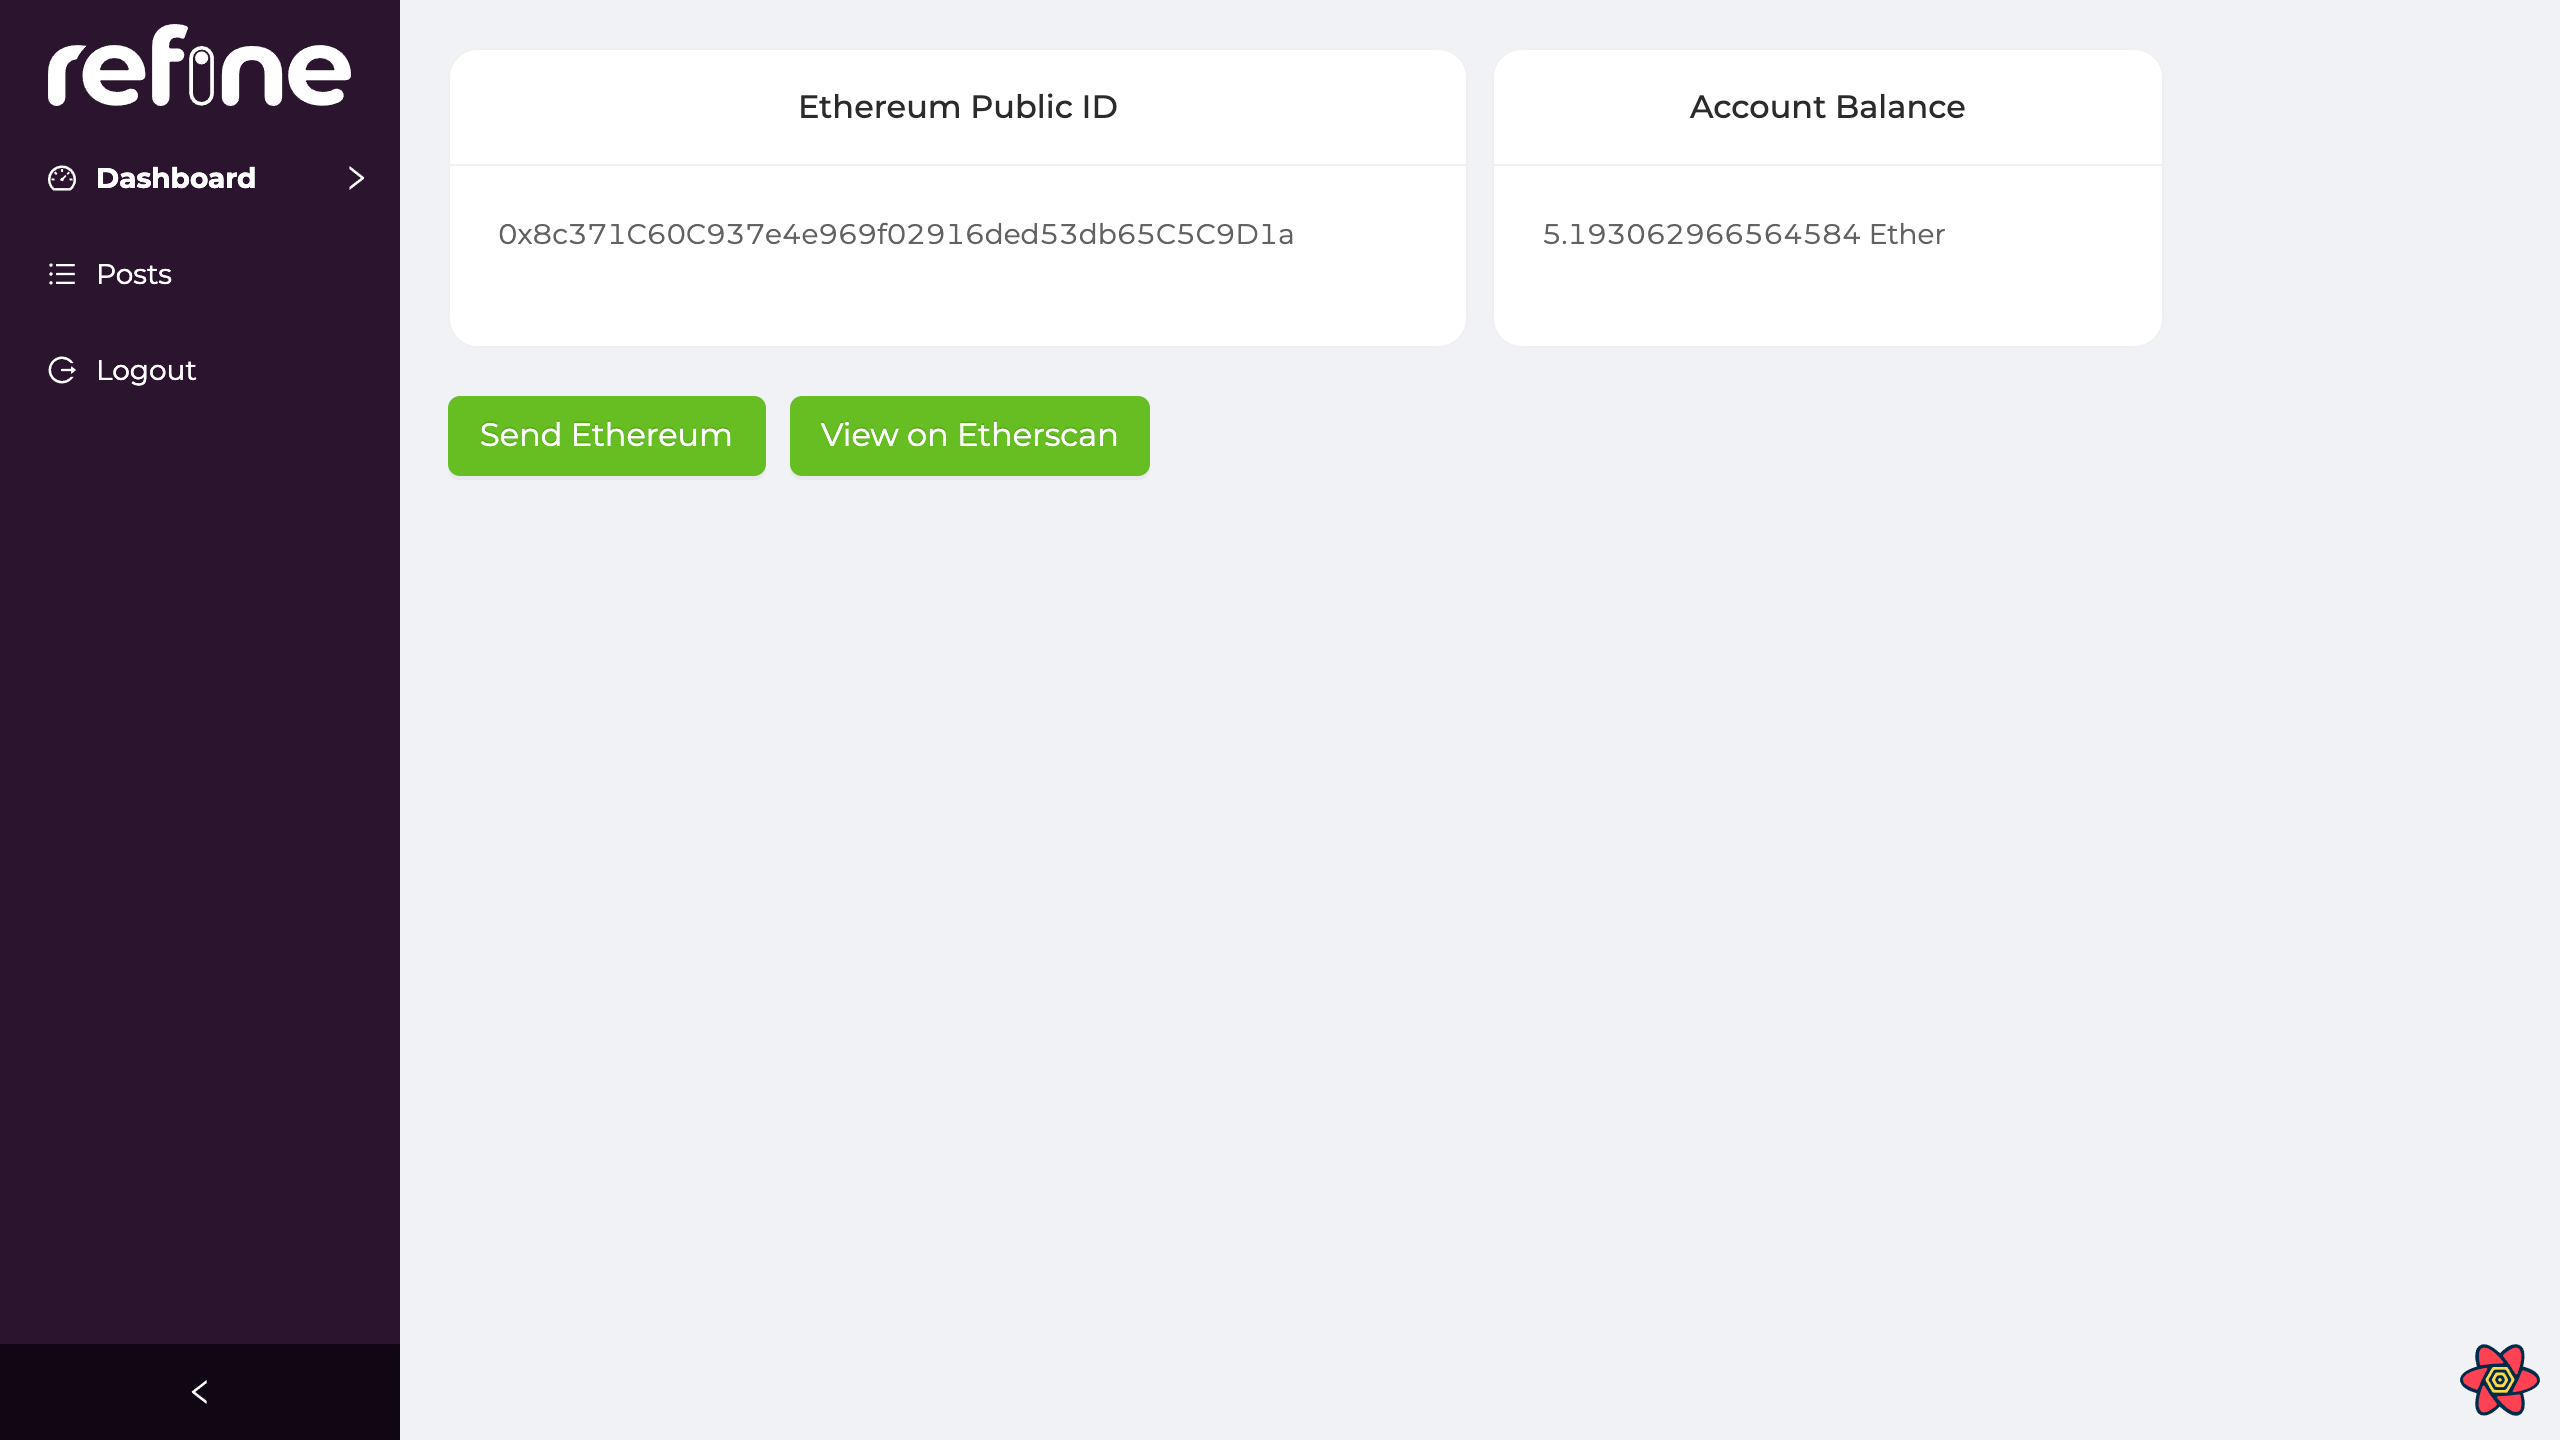 refine
Dashboard
Posts
Logout
Ethereum Public ID
0x8c371C60C937e4e969f02916ded53db65C5C9D1a
Account Balance
5.193062966564584 Ether
Send Ethereum
View on Etherscan